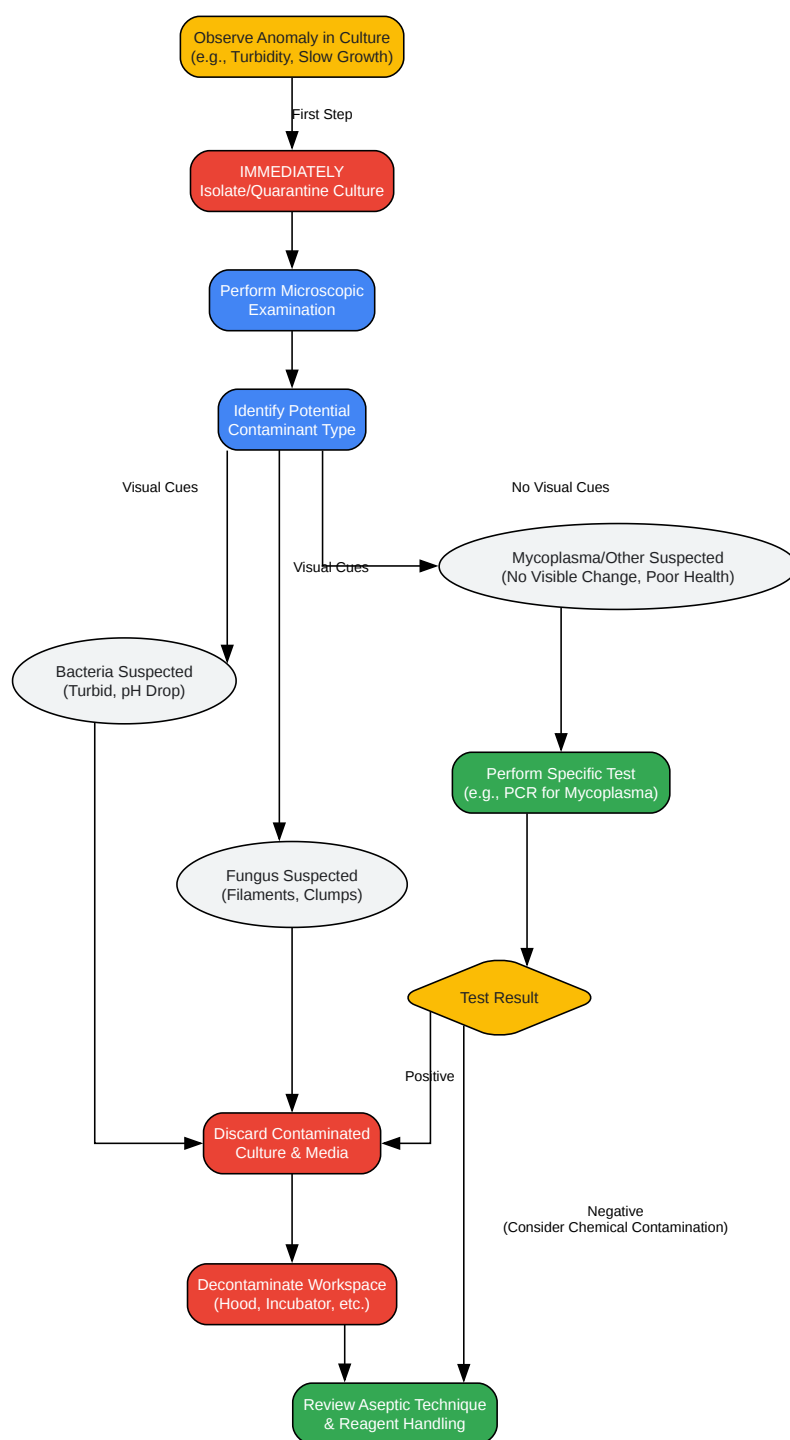 Observe Anomaly in Culture
(e.g., Turbidity, Slow Growth)
First Step
IMMEDIATELY
Isolate/Quarantine Culture
Perform Microscopic
Examination
Identify Potential
Contaminant Type
Visual Cues
No Visual Cues
Visual Cues
Mycoplasma/Other Suspected
(No Visible Change, Poor Health)
Bacteria Suspected
(Turbid, pH Drop)
Perform Specific Test
(e.g., PCR for Mycoplasma)
Fungus Suspected
(Filaments, Clumps)
Test Result
Positive
Discard Contaminated
Culture & Media
Negative
(Consider Chemical Contamination)
Decontaminate Workspace
(Hood, Incubator, etc.)
Review Aseptic Technique
& Reagent Handling